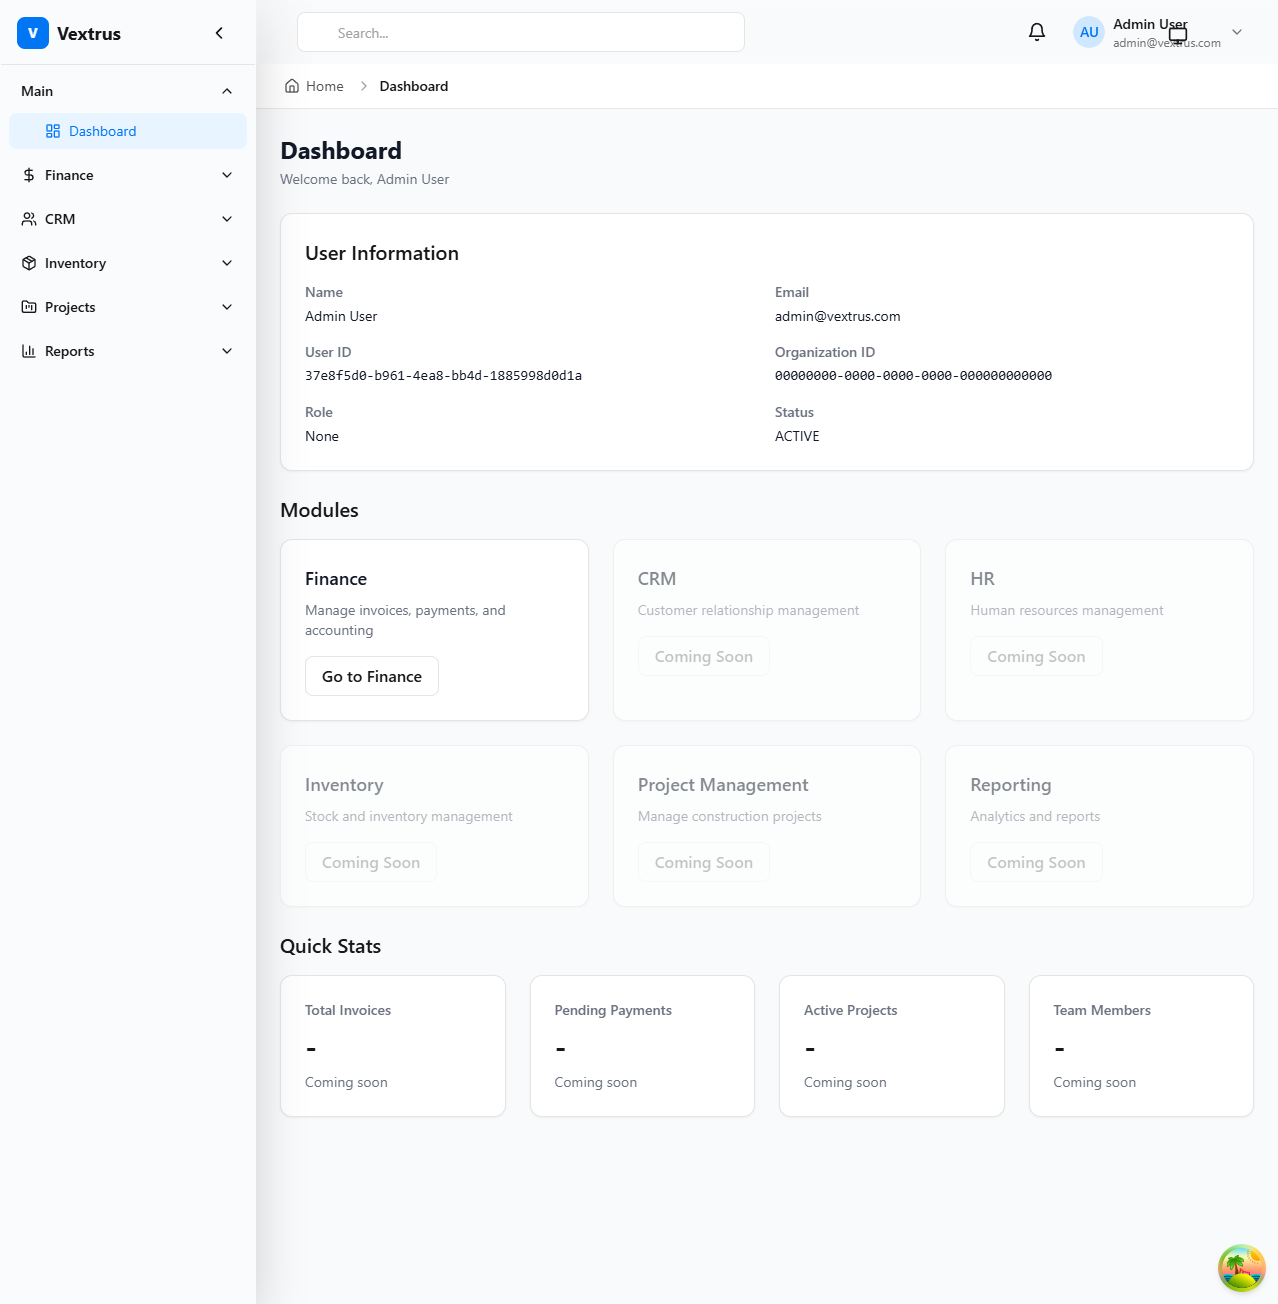 V Vextrus
Search...
AU
Admin User
admin@vextrus.com
Main
Dashboard
Finance
CRM
Inventory
Projects
Reports
Home
Dashboard
Dashboard
Welcome back, Admin User
User Information
Name
Admin User
Email
admin@vextrus.com
User ID
37e8f5d0-b961-4ea8-bb4d-1885998d0d1a
Organization ID
00000000-0000-0000-0000-000000000000
Role
None
Status
ACTIVE
Modules
Finance
Manage invoices, payments, and
accounting
Go to Finance
CRM
Customer relationship management
Coming Soon
HR
Human resources management
Coming Soon
Inventory
Stock and inventory management
Coming Soon
Project Management
Manage construction projects
Coming Soon
Reporting
Analytics and reports
Coming Soon
Quick Stats
Total Invoices
-
Coming soon
Pending Payments
-
Coming soon
Active Projects
-
Coming soon
Team Members
-
Coming soon